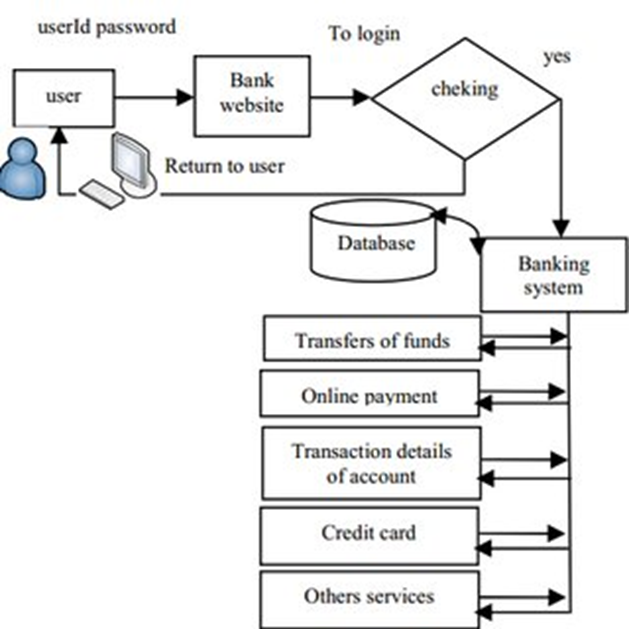 userId password
To login
yes
user
Bank
website
cheking
Return to user
Database
Banking
system
Transfers of funds
Online payment
Transaction details
of account
Credit card
Others services